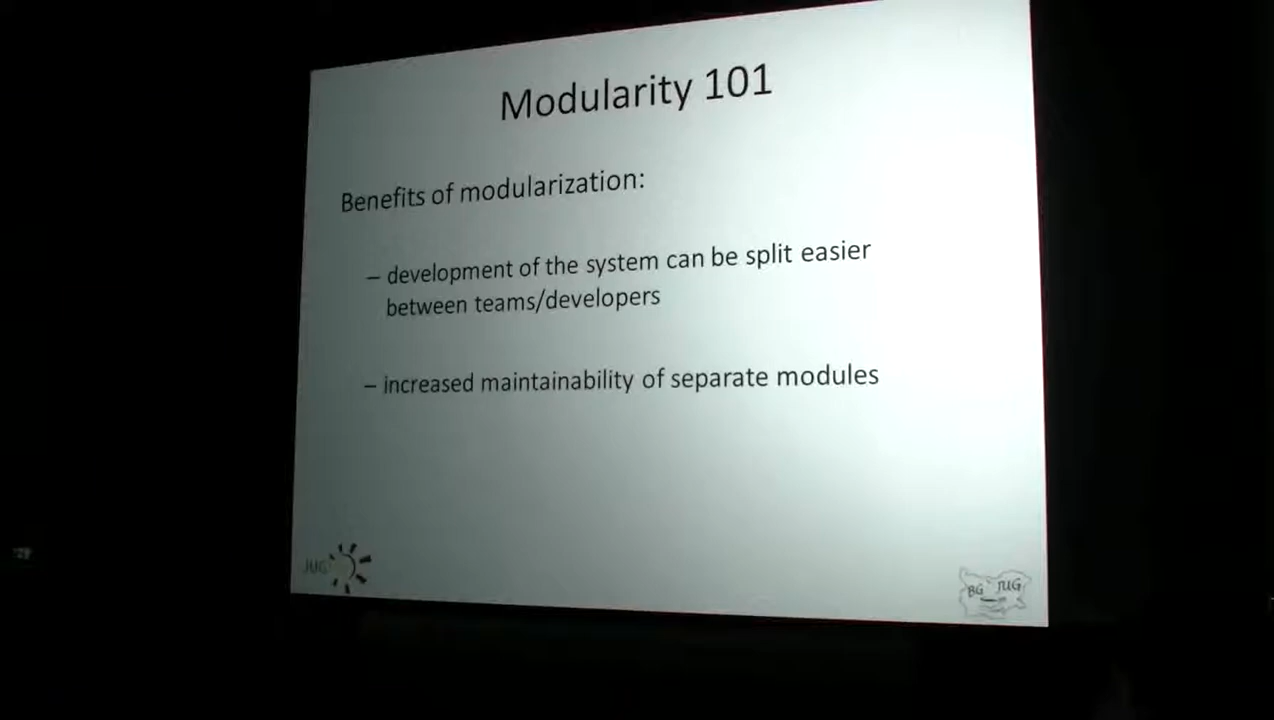 Modularity 101
Benefits of modularization:
– development of the system can be split easier
between teams/developers
– increased maintainability of separate modules
JUG
BG JUG